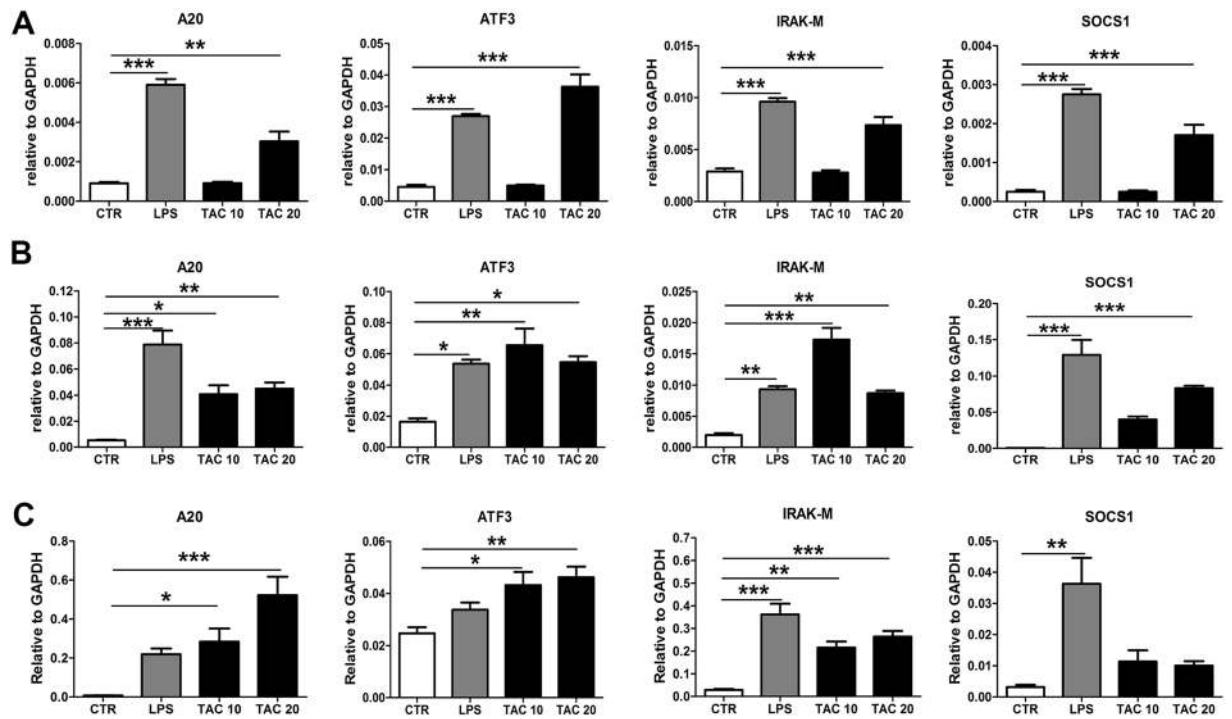 A
A20
relative to GAPDH
0.008
0.006
0.004
0.002
0.000
***
**
CTR LPS TAC 10 TAC 20
ATF3
relative to GAPDH
0.05
0.04
0.03
0.02
0.01
0.00
***
***
CTR LPS TAC 10 TAC 20
IRAK-M
relative to GAPDH
0.015
0.010
0.005
0.000
***
***
CTR LPS TAC 10 TAC 20
SOCS1
relative to GAPDH
0.004
0.003
0.002
0.001
0.000
***
***
CTR LPS TAC 10 TAC 20
B
A20
relative to GAPDH
0.12
0.10
0.08
0.06
0.04
0.02
0.00
**
*
***
CTR LPS TAC 10 TAC 20
ATF3
relative to GAPDH
0.10
0.08
0.06
0.04
0.02
0.00
*
**
*
CTR LPS TAC 10 TAC 20
IRAK-M
relative to GAPDH
0.025
0.020
0.015
0.010
0.005
0.000
**
***
**
CTR LPS TAC 10 TAC 20
SOCS1
relative to GAPDH
0.20
0.15
0.10
0.05
0.00
***
***
CTR LPS TAC 10 TAC 20
C
A20
Relative to GAPDH
0.8
0.6
0.4
0.2
0.0
***
*
CTR LPS TAC 10 TAC 20
ATF3
Relative to GAPDH
0.06
0.04
0.02
0.00
**
*
CTR LPS TAC 10 TAC 20
IRAK-M
Relative to GAPDH
0.7
0.6
0.5
0.4
0.3
0.2
0.1
0.0
***
**
***
CTR LPS TAC 10 TAC 20
SOCS1
Relative to GAPDH
0.05
0.04
0.03
0.02
0.01
0.00
**
CTR LPS TAC 10 TAC 20